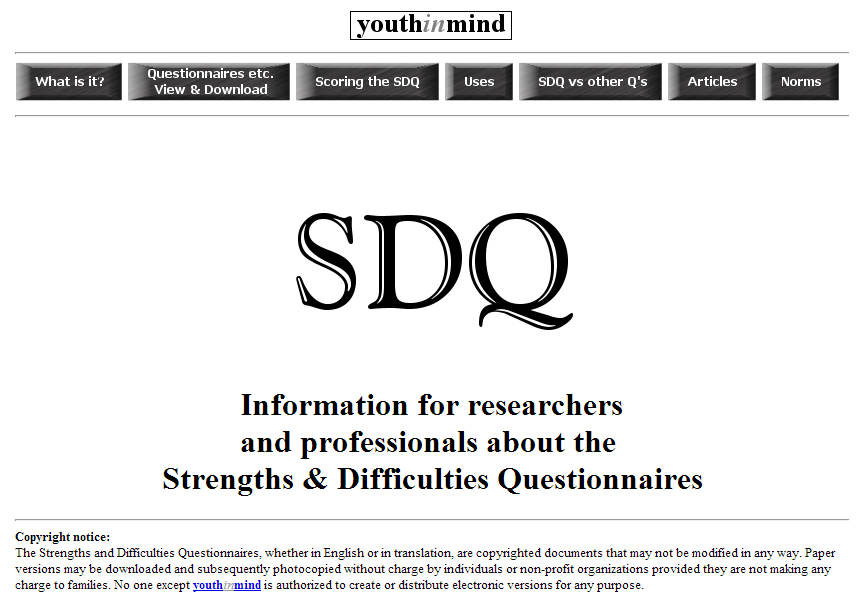 youthinmind
What is it?
Questionnaires etc.
View & Download
Scoring the SDQ
Uses
SDQ vs other Q's
Articles
Norms
SDQ
Information for researchers
and professionals about the
Strengths & Difficulties Questionnaires
Copyright notice:
The Strengths and Difficulties Questionnaires, whether in English or in translation, are copyrighted documents that may not be modified in any way. Paper
versions may be downloaded and subsequently photocopied without charge by individuals or non-profit organizations provided they are not making any
charge to families. No one except youthinmind is authorized to create or distribute electronic versions for any purpose.